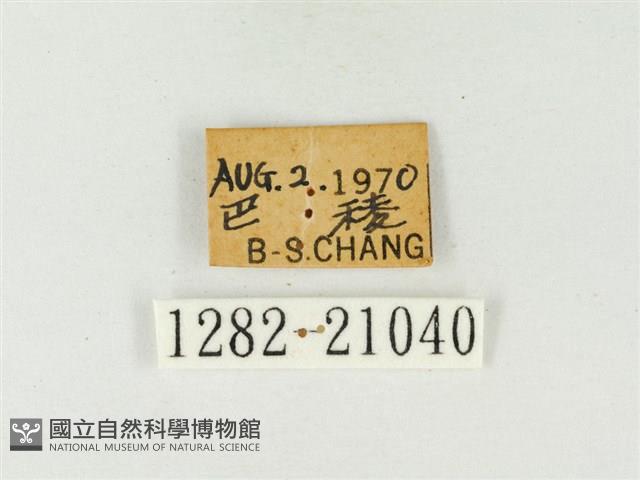 AUG. 2. 1970
巴 稜
B-S.CHANG
1282-21040
國立自然科學博物館
NATIONAL MUSEUM OF NATURAL SCIENCE